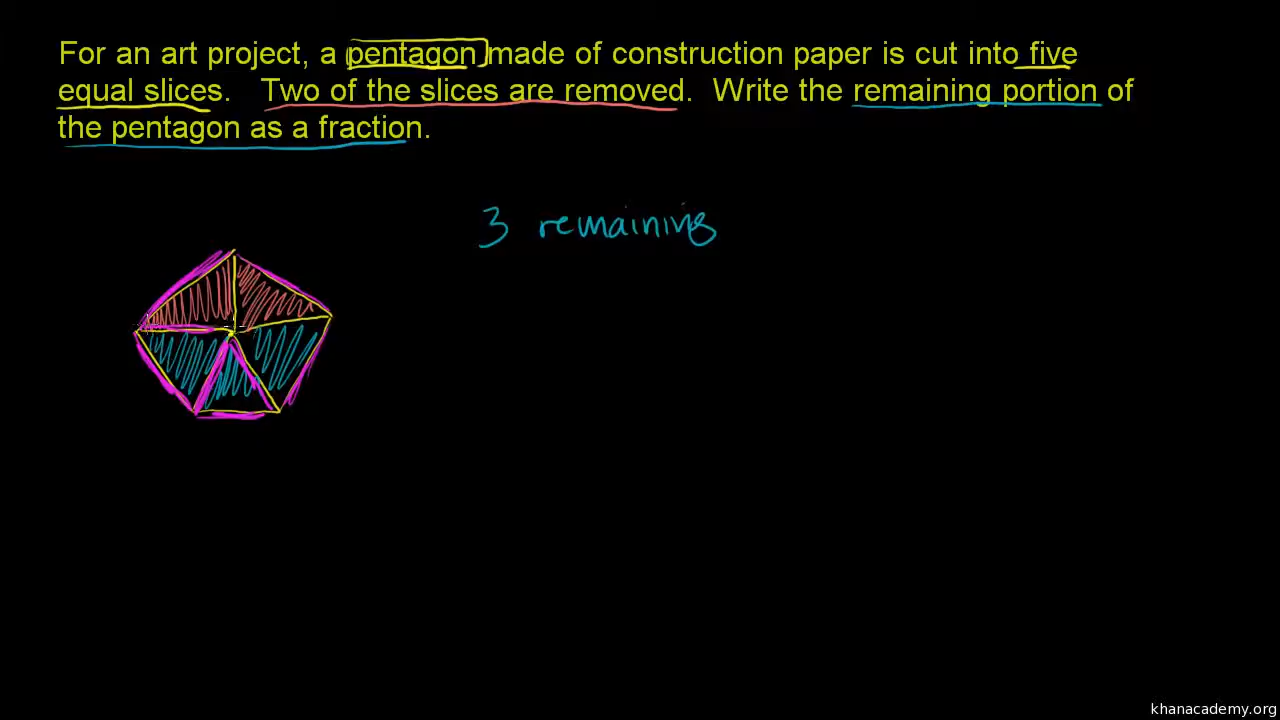 For an art project, a pentagon made of construction paper is cut into five
equal slices. Two of the slices are removed. Write the remaining portion of
the pentagon as a fraction.
3 remaining
khanacademy.org